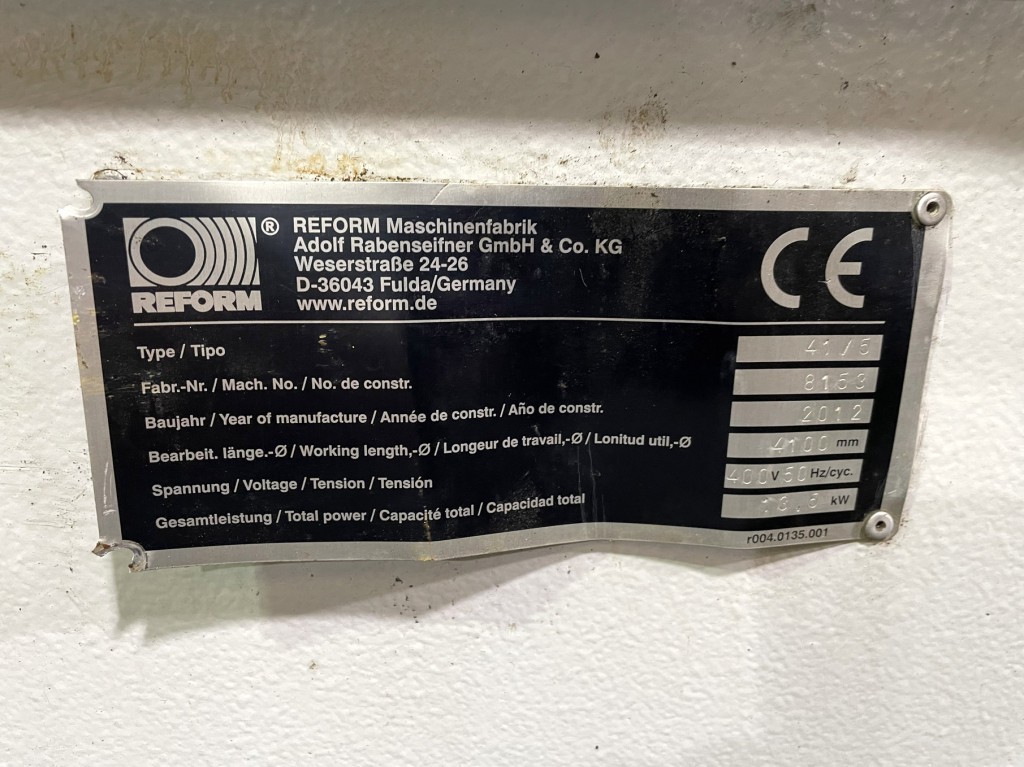 REFORM
®
REFORM Maschinenfabrik
Adolf Rabenseifner GmbH & Co. KG
Weserstraße 24-26
D-36043 Fulda/Germany
www.reform.de
CE
Type / Tipo 41/5
Fabr.-Nr. / Mach. No. / No. de constr. 8153
Baujahr / Year of manufacture / Année de constr. / Año de constr. 2012
Bearbeit. länge.-Ø / Working length,-Ø / Longeur de travail,-Ø / Lonitud util,-Ø 4100 mm
Spannung / Voltage / Tension / Tensión 400 V 50 Hz/cyc.
Gesamtleistung / Total power / Capacité total / Capacidad total kW
r004.0135.001